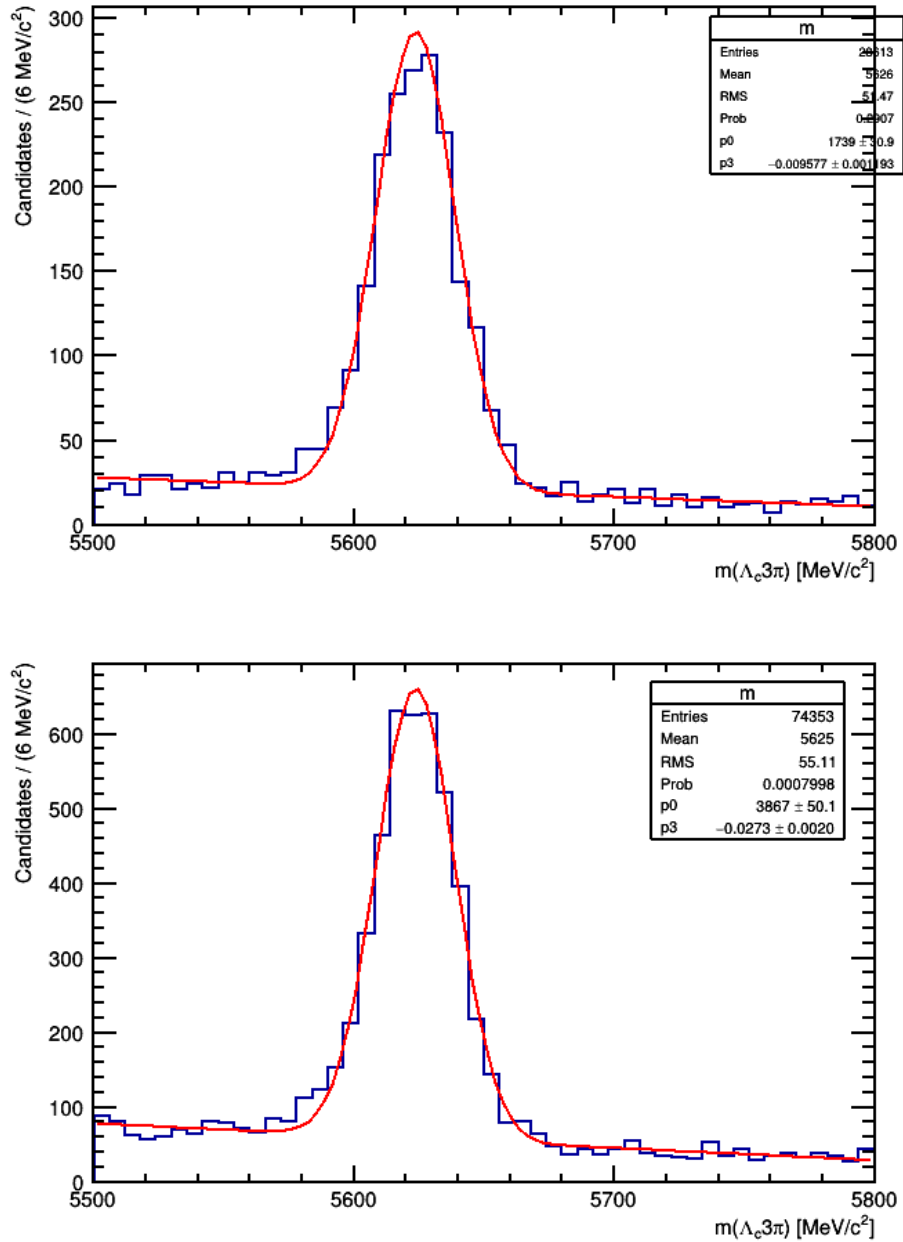 Candidates / (6 MeV/c²)
300
250
200
150
100
50
0
m
Entries 28613
Mean 5626
RMS 51.47
Prob 0.2907
p0 1739 ± 30.9
p3 −0.009577 ± 0.001193
5500 5600 5700 5800
m(Λc3π) [MeV/c²]
Candidates / (6 MeV/c²)
600
500
400
300
200
100
0
m
Entries 74353
Mean 5625
RMS 55.11
Prob 0.0007998
p0 3867 ± 50.1
p3 −0.0273 ± 0.0020
5500 5600 5700 5800
m(Λc3π) [MeV/c²]